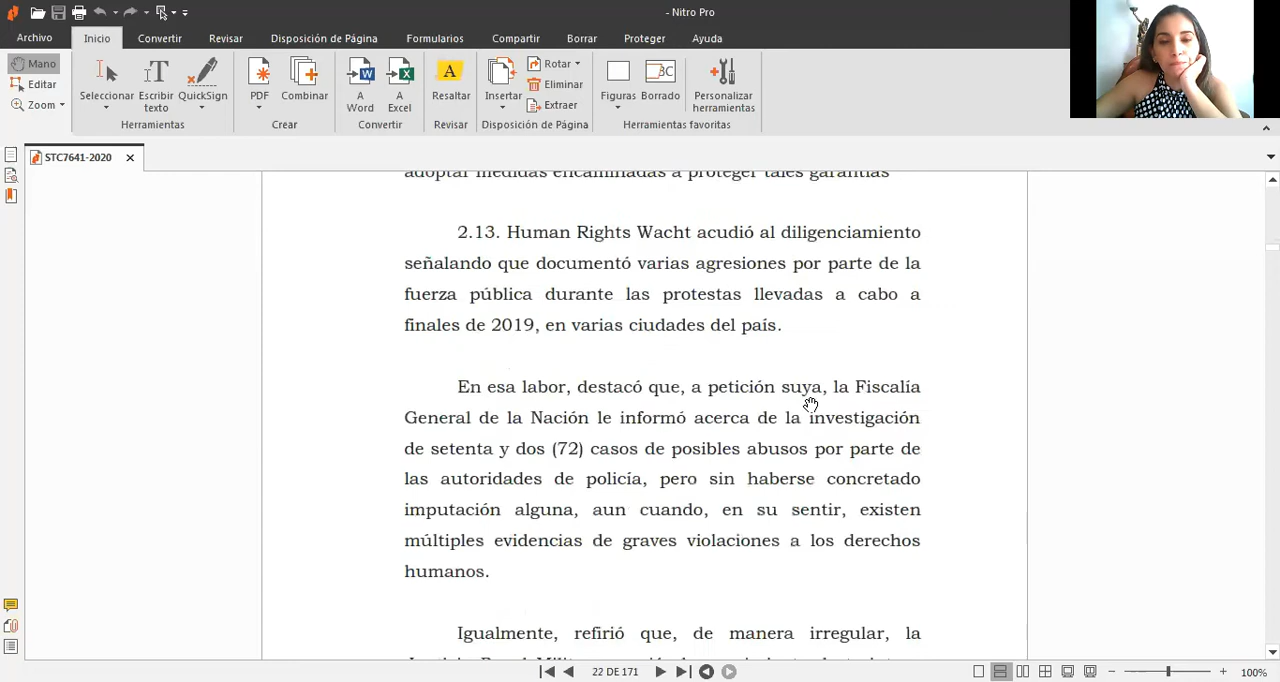 - Nitro Pro
Archivo
Inicio
Convertir
Revisar
Disposición de Página
Formularios
Compartir
Borrar
Proteger
Ayuda
Mano
Editar
Zoom
Seleccionar
Escribir texto
QuickSign
Herramientas
PDF
Combinar
Crear
A Word
A Excel
Convertir
Resaltar
Revisar
Insertar
Rotar
Eliminar
Extraer
Disposición de Página
Figuras
Borrado
Personalizar herramientas
Herramientas favoritas
STC7641-2020
adoptar medidas encaminadas a proteger tales garantías
2.13. Human Rights Wacht acudió al diligenciamiento
señalando que documentó varias agresiones por parte de la
fuerza pública durante las protestas llevadas a cabo a
finales de 2019, en varias ciudades del país.
En esa labor, destacó que, a petición suya, la Fiscalía
General de la Nación le informó acerca de la investigación
de setenta y dos (72) casos de posibles abusos por parte de
las autoridades de policía, pero sin haberse concretado
imputación alguna, aun cuando, en su sentir, existen
múltiples evidencias de graves violaciones a los derechos
humanos.
Igualmente, refirió que, de manera irregular, la
22 DE 171
100%